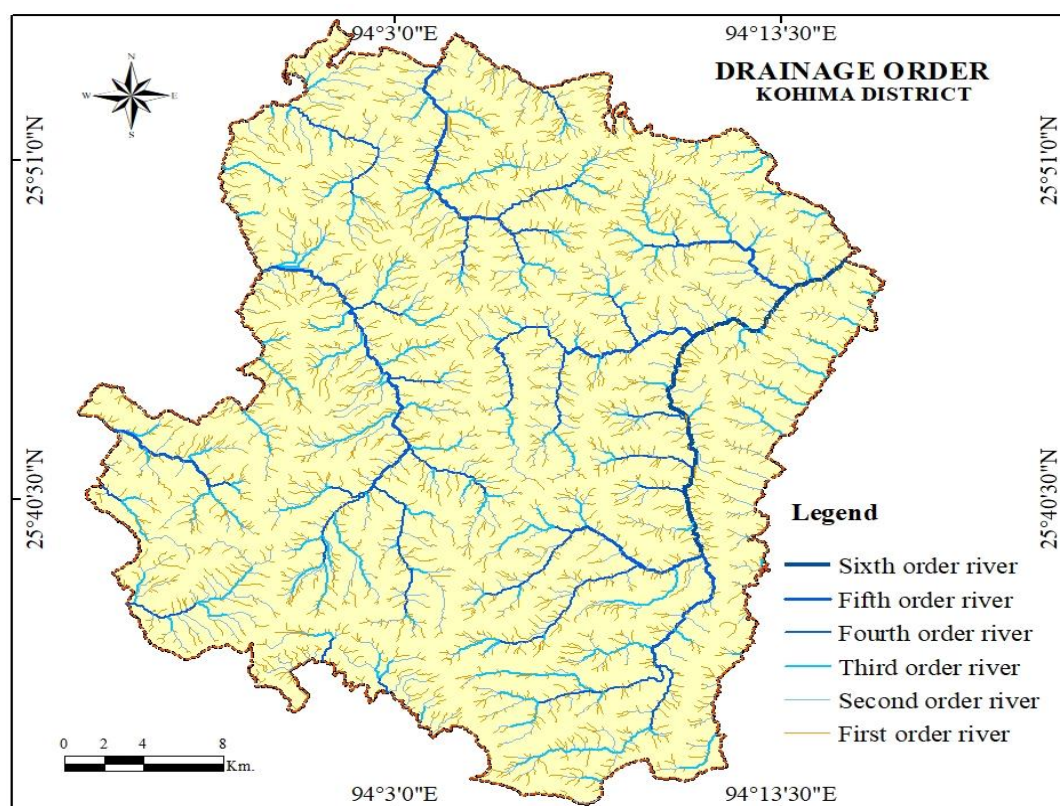 94°3'0"E
94°13'30"E
DRAINAGE ORDER
KOHIMA DISTRICT
N
W
E
S
25°51'0"N
25°51'0"N
25°40'30"N
25°40'30"N
Legend
Sixth order river
Fifth order river
Fourth order river
Third order river
Second order river
First order river
0 2 4 8
Km.
94°3'0"E
94°13'30"E